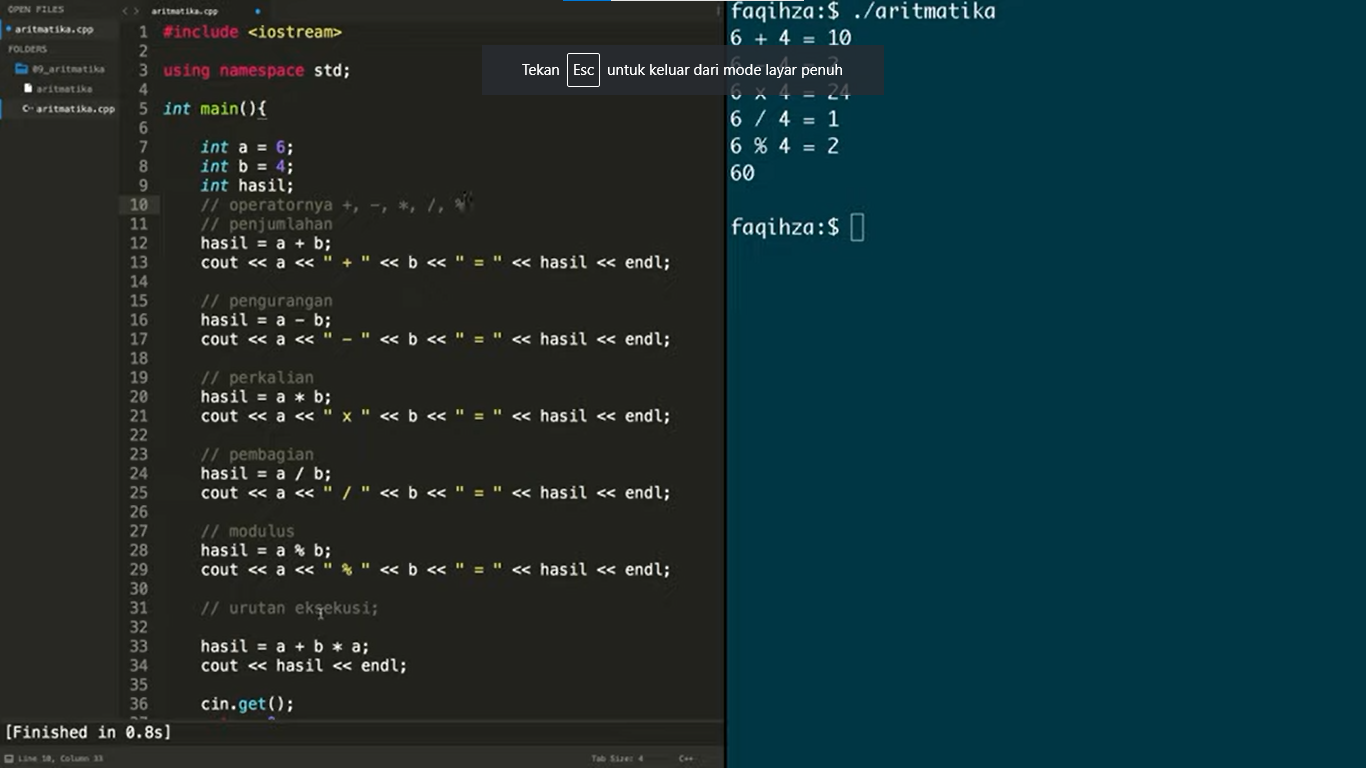 OPEN FILES
aritmatika.cpp
FOLDERS
09_aritmatika
aritmatika
aritmatika.cpp
aritmatika.cpp
1 #include <iostream>
2
3 using namespace std;
4
5 int main(){
6
7 int a = 6;
8 int b = 4;
9 int hasil;
10 // operatornya +, -, *, /, %
11 // penjumlahan
12 hasil = a + b;
13 cout << a << " + " << b << " = " << hasil << endl;
14
15 // pengurangan
16 hasil = a - b;
17 cout << a << " - " << b << " = " << hasil << endl;
18
19 // perkalian
20 hasil = a * b;
21 cout << a << " x " << b << " = " << hasil << endl;
22
23 // pembagian
24 hasil = a / b;
25 cout << a << " / " << b << " = " << hasil << endl;
26
27 // modulus
28 hasil = a % b;
29 cout << a << " % " << b << " = " << hasil << endl;
30
31 // urutan eksekusi;
32
33 hasil = a + b * a;
34 cout << hasil << endl;
35
36 cin.get();
[Finished in 0.8s]
Line 10, Column 33
Tab Size: 4
C++
faqihza:$ ./aritmatika
6 + 4 = 10
Tekan Esc untuk keluar dari mode layar penuh
6 x 4 = 24
6 / 4 = 1
6 % 4 = 2
60
faqihza:$